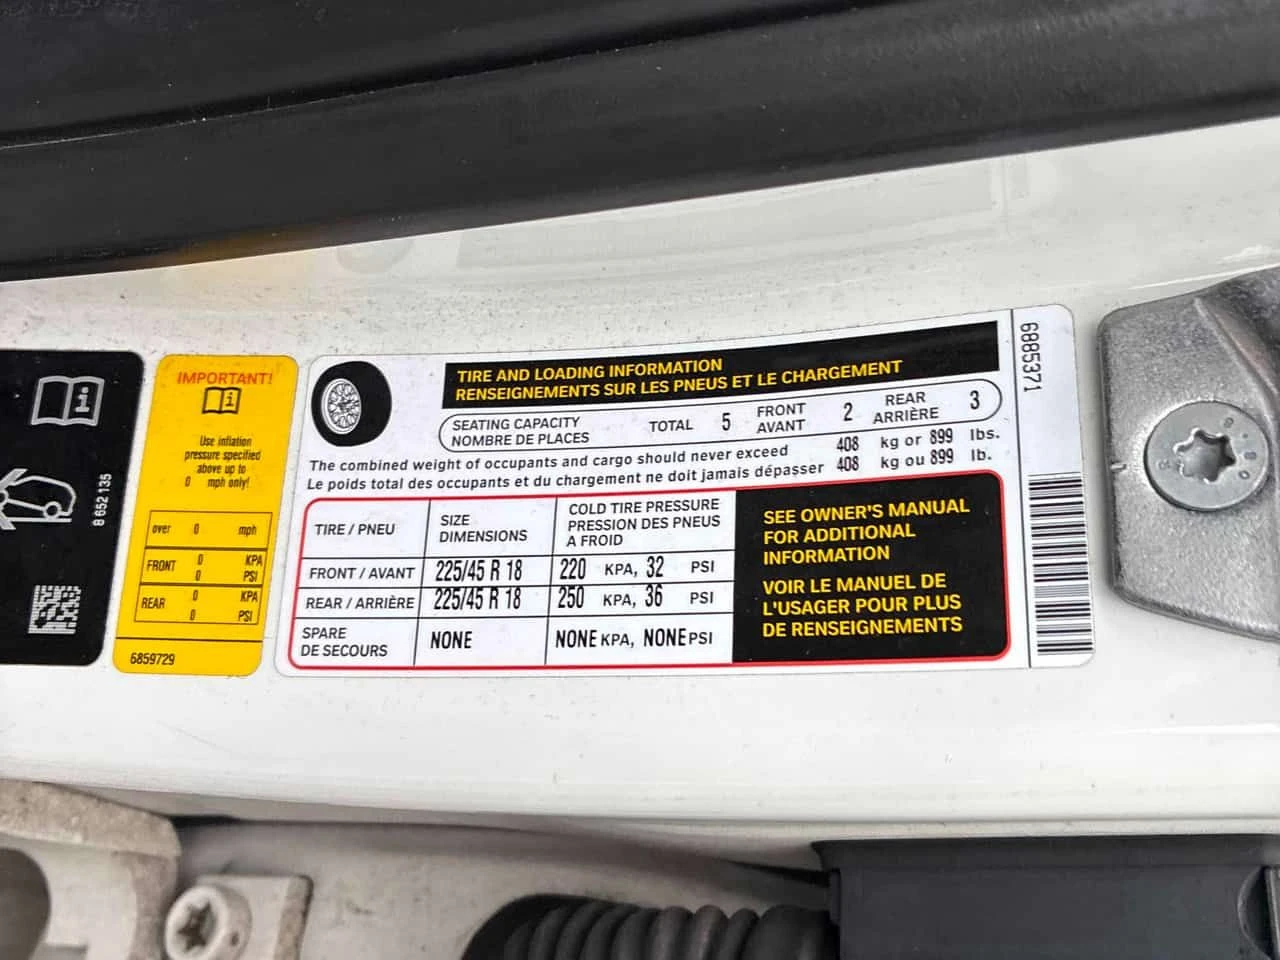 8 652 135
IMPORTANT!
Use inflation
pressure specified
above up to
0 mph only!
over 0 mph
FRONT 0 KPA
0 PSI
REAR 0 KPA
0 PSI
6859729
TIRE AND LOADING INFORMATION
RENSEIGNEMENTS SUR LES PNEUS ET LE CHARGEMENT
SEATING CAPACITY
NOMBRE DE PLACES
TOTAL 5
FRONT
AVANT
2
REAR
ARRIÈRE
3
The combined weight of occupants and cargo should never exceed 408 kg or 899 lbs.
Le poids total des occupants et du chargement ne doit jamais dépasser 408 kg ou 899 lb.
TIRE / PNEU
SIZE
DIMENSIONS
COLD TIRE PRESSURE
PRESSION DES PNEUS
A FROID
FRONT / AVANT 225/45 R 18 220 KPA, 32 PSI
REAR / ARRIÈRE 225/45 R 18 250 KPA, 36 PSI
SPARE
DE SECOURS
NONE NONE KPA, NONE PSI
SEE OWNER'S MANUAL
FOR ADDITIONAL
INFORMATION
VOIR LE MANUEL DE
L'USAGER POUR PLUS
DE RENSEIGNEMENTS
6885371